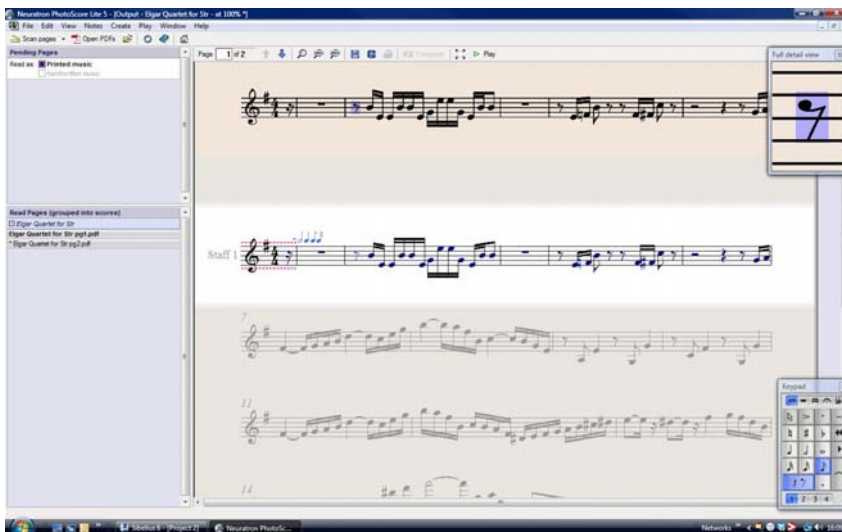 Neuratron PhotoScore Lite 5 - [Output - Elgar Quartet for Str - at 100% *]
File Edit View Notes Create Play Window Help
Scan pages Open PDFs
Pending Pages
Page 1 of 2 Play
Full detail view
Read as: Printed music
Handwritten music
Read Pages (grouped into scores)
Elgar Quartet for Str
Elgar Quartet for Str pg1.pdf
* Elgar Quartet for Str pg2.pdf
Staff 1
7
11
14
Keypad
1 2 3 4
Sibelius 6 - [Project 2] Neuratron PhotoSc... Networks